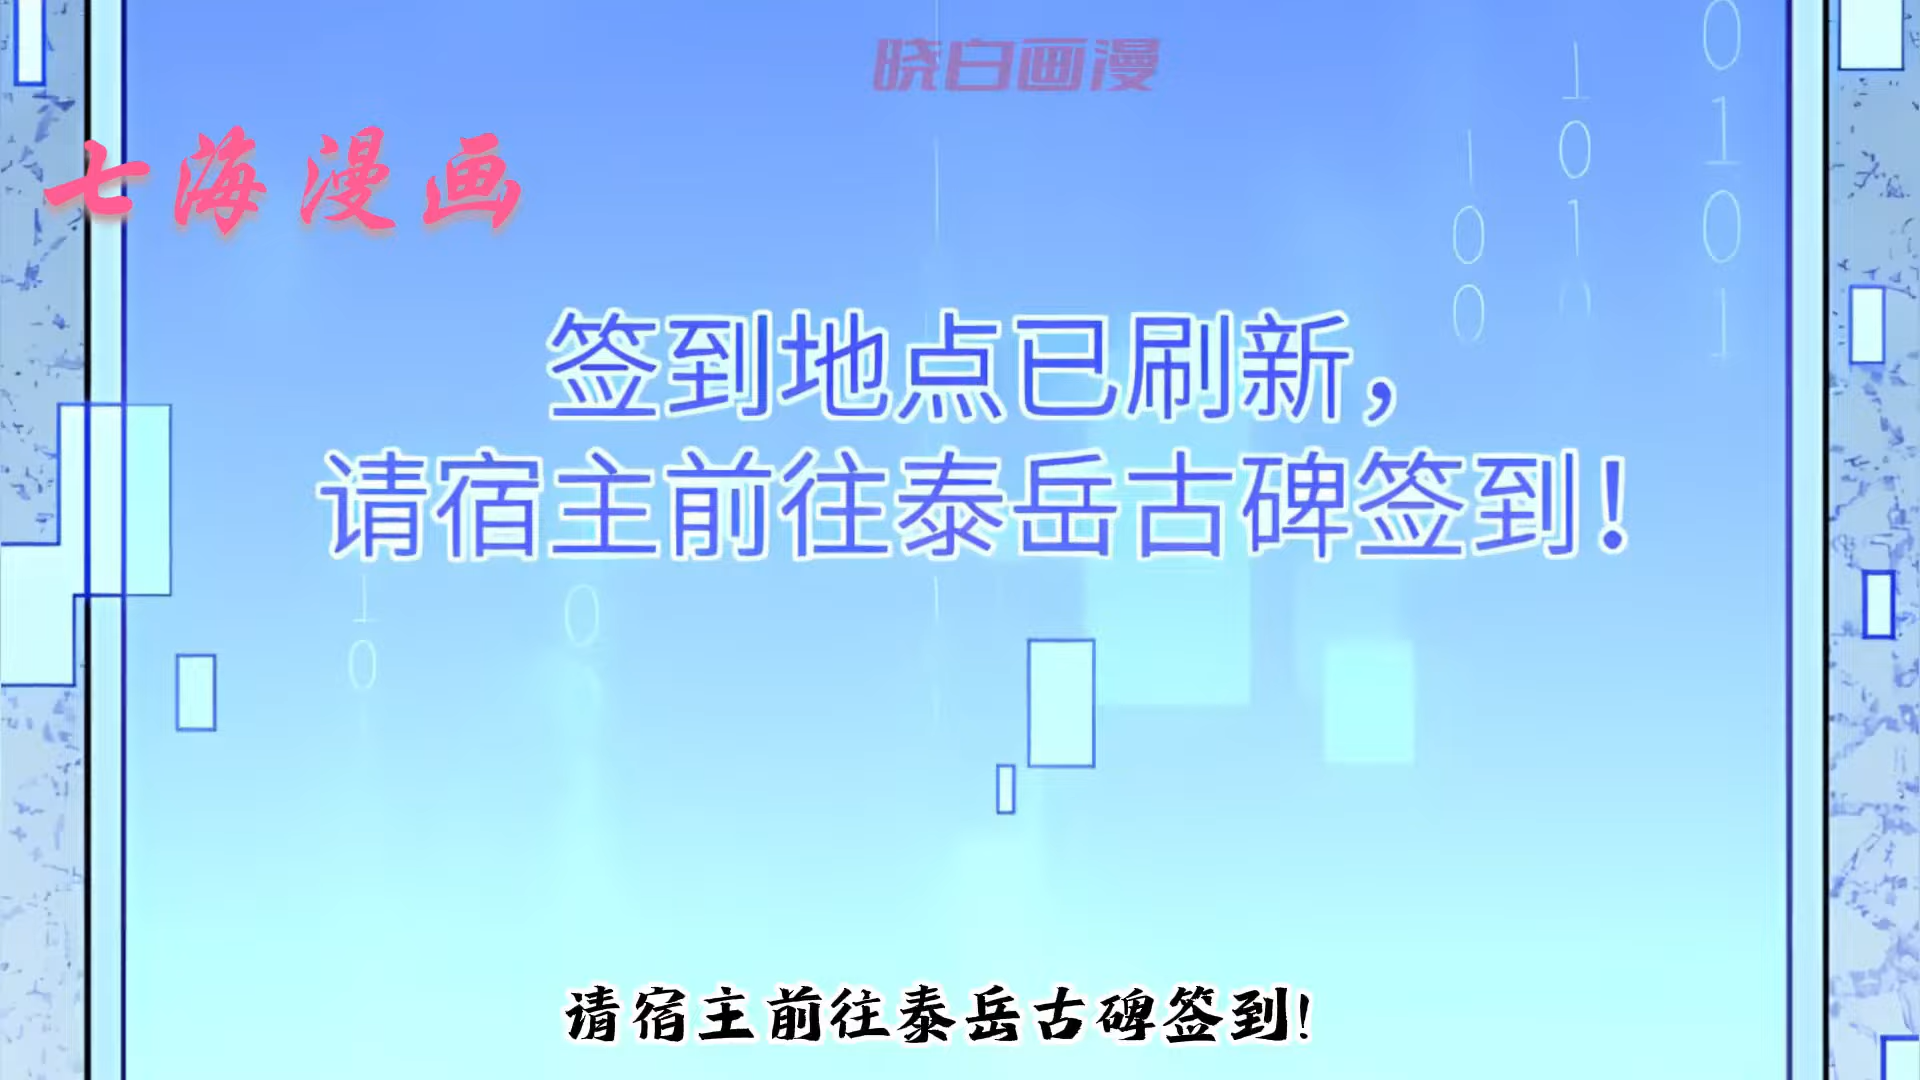 晓白画漫
七海漫画
签到地点已刷新，
请宿主前往泰岳古碑签到！
请宿主前往泰岳古碑签到！